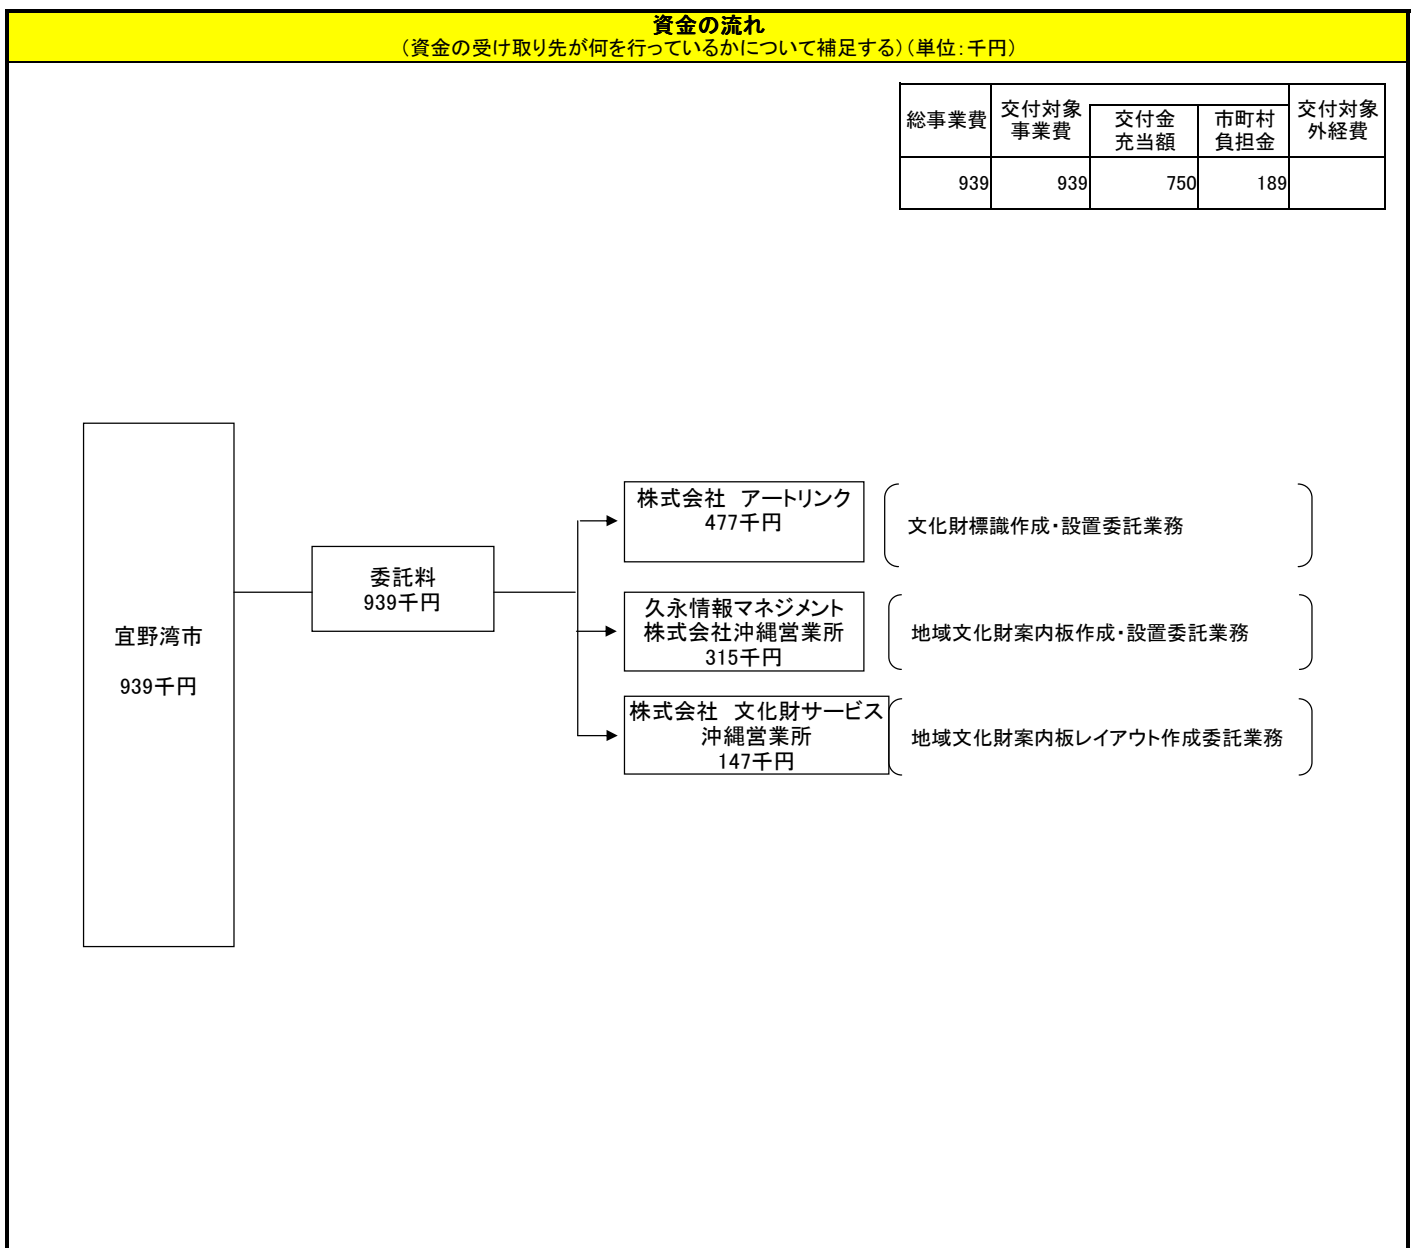 資金の流れ
（資金の受け取り先が何を行っているかについて補足する）（単位：千円）
総事業費
交付対象
事業費
交付金
充当額
市町村
負担金
交付対象
外経費
939
939
750
189
宜野湾市
939千円
委託料
939千円
株式会社　アートリンク
477千円
文化財標識作成・設置委託業務
久永情報マネジメント
株式会社沖縄営業所
315千円
地域文化財案内板作成・設置委託業務
株式会社　文化財サービス
沖縄営業所
147千円
地域文化財案内板レイアウト作成委託業務